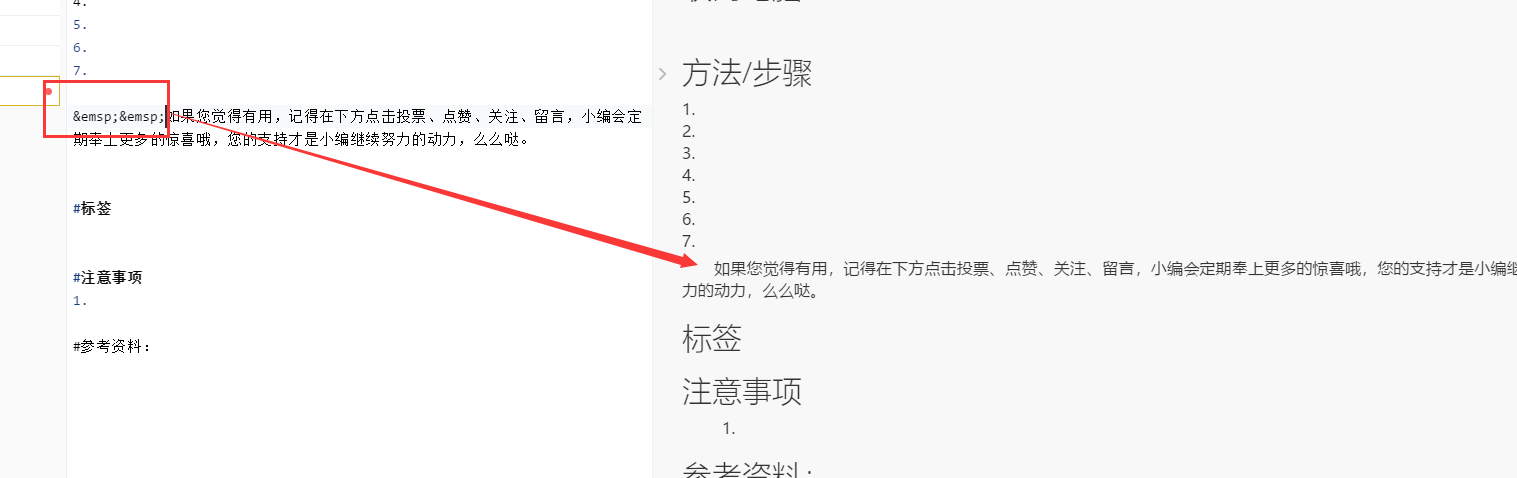 4.
5.
6.
7.
&emsp;&emsp;如果您觉得有用，记得在下方点击投票、点赞、关注、留言，小编会定
期奉上更多的惊喜哦，您的支持才是小编继续努力的动力，么么哒。
#标签
#注意事项
1.
#参考资料：
方法/步骤
1.
2.
3.
4.
5.
6.
7.
如果您觉得有用，记得在下方点击投票、点赞、关注、留言，小编会定期奉上更多的惊喜哦，您的支持才是小编继
力的动力，么么哒。
标签
注意事项
1.
参考资料：